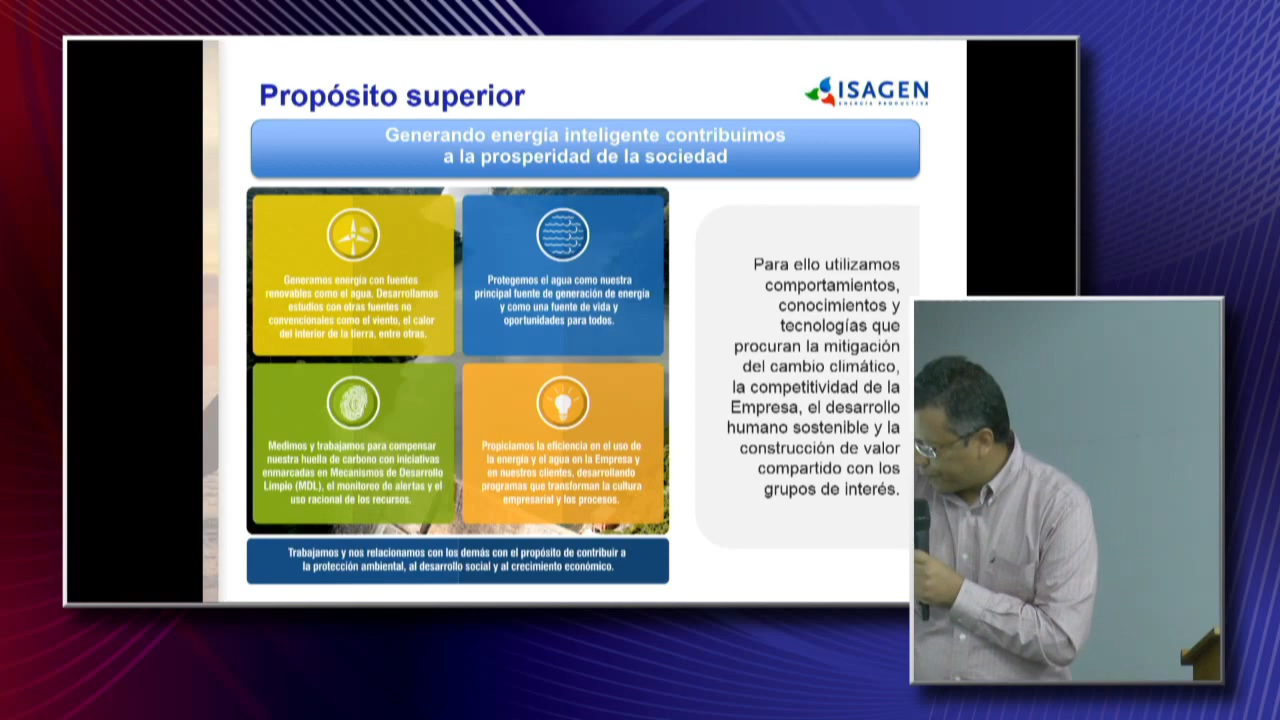 Propósito superior
ISAGEN
ENERGÍA PRODUCTIVA
Generando energía inteligente contribuimos
a la prosperidad de la sociedad
Generamos energía con fuentes
renovables como el agua. Desarrollamos
estudios con otras fuentes no
convencionales como el viento, el calor
del interior de la tierra, entre otras.
Protegemos el agua como nuestra
principal fuente de generación de energía
y como una fuente de vida y
oportunidades para todos.
Medimos y trabajamos para compensar
nuestra huella de carbono con iniciativas
enmarcadas en Mecanismos de Desarrollo
Limpio (MDL), el monitoreo de alertas y el
uso racional de los recursos.
Propiciamos la eficiencia en el uso de
la energía y el agua en la Empresa y
en nuestros clientes, desarrollando
programas que transforman la cultura
empresarial y los procesos.
Trabajamos y nos relacionamos con los demás con el propósito de contribuir a
la protección ambiental, al desarrollo social y al crecimiento económico.
Para ello utilizamos
comportamientos,
conocimientos y
tecnologías que
procuran la mitigación
del cambio climático,
la competitividad de la
Empresa, el desarrollo
humano sostenible y la
construcción de valor
compartido con los
grupos de interés.